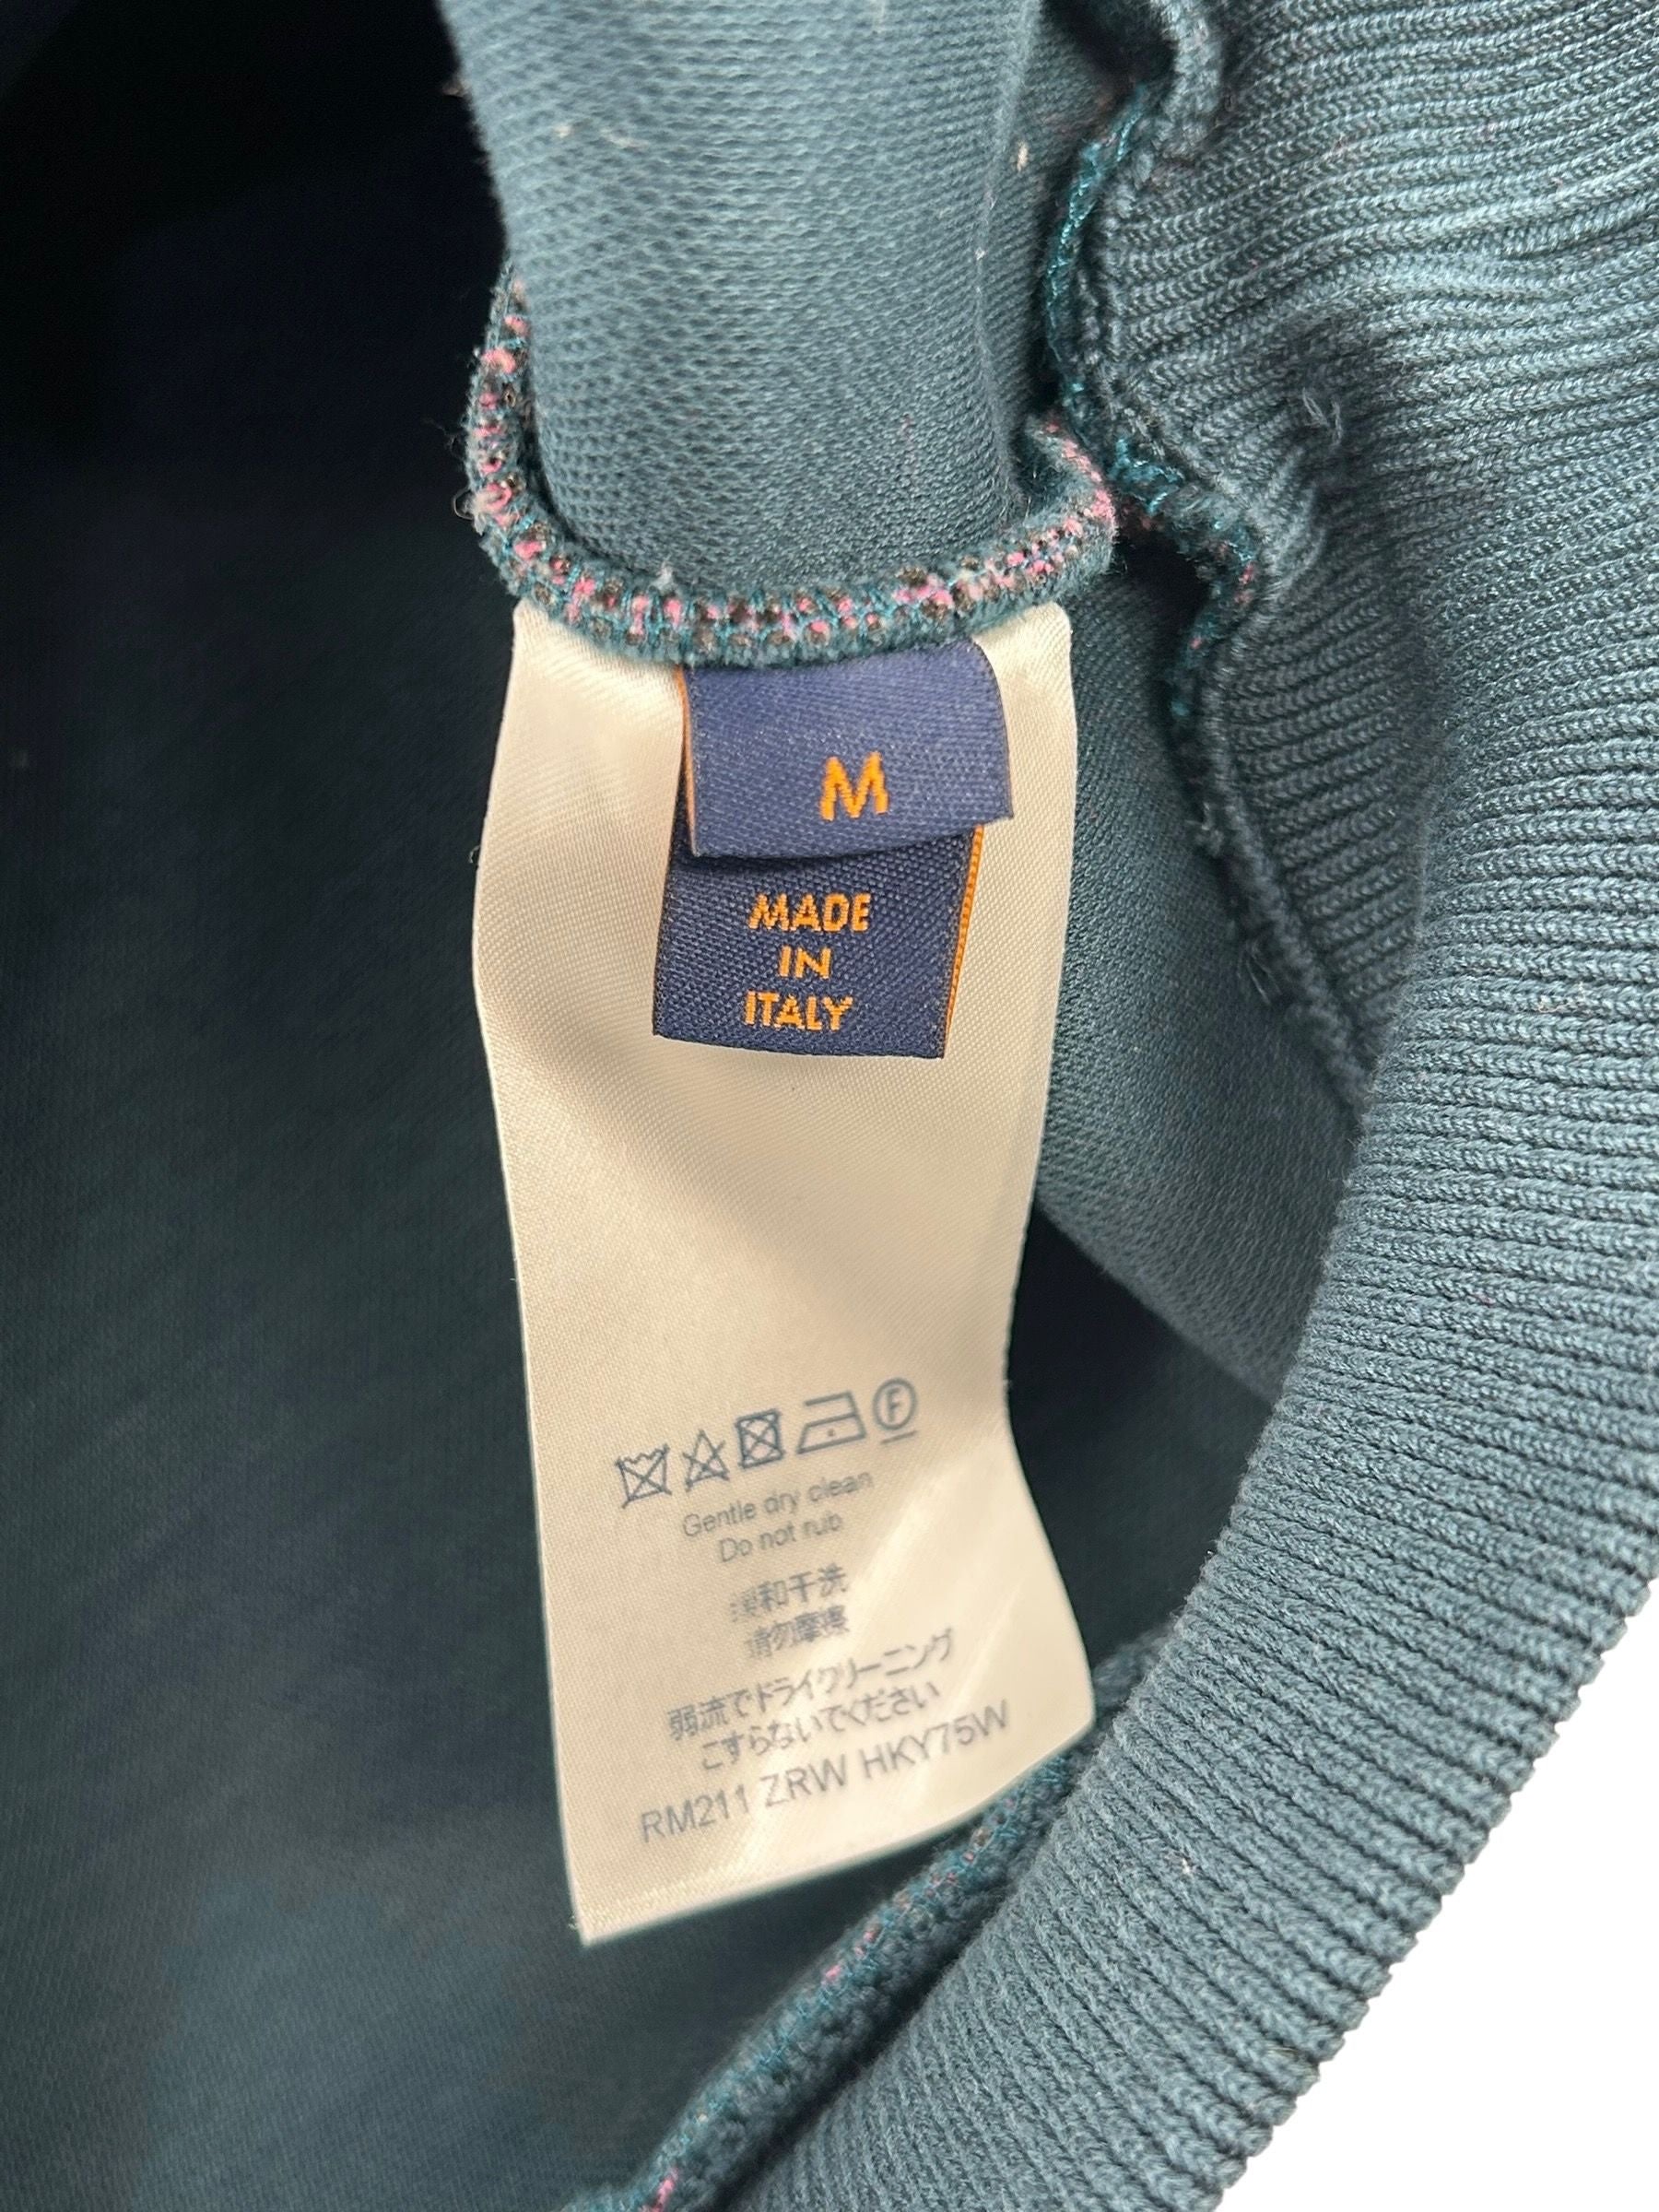 M
MADE
IN
ITALY
F
Gentle dry clean
Do not rub
缓和干洗
请勿摩擦
弱流でドライクリーニング
こすらないでください
RM211 ZRW HKY75W